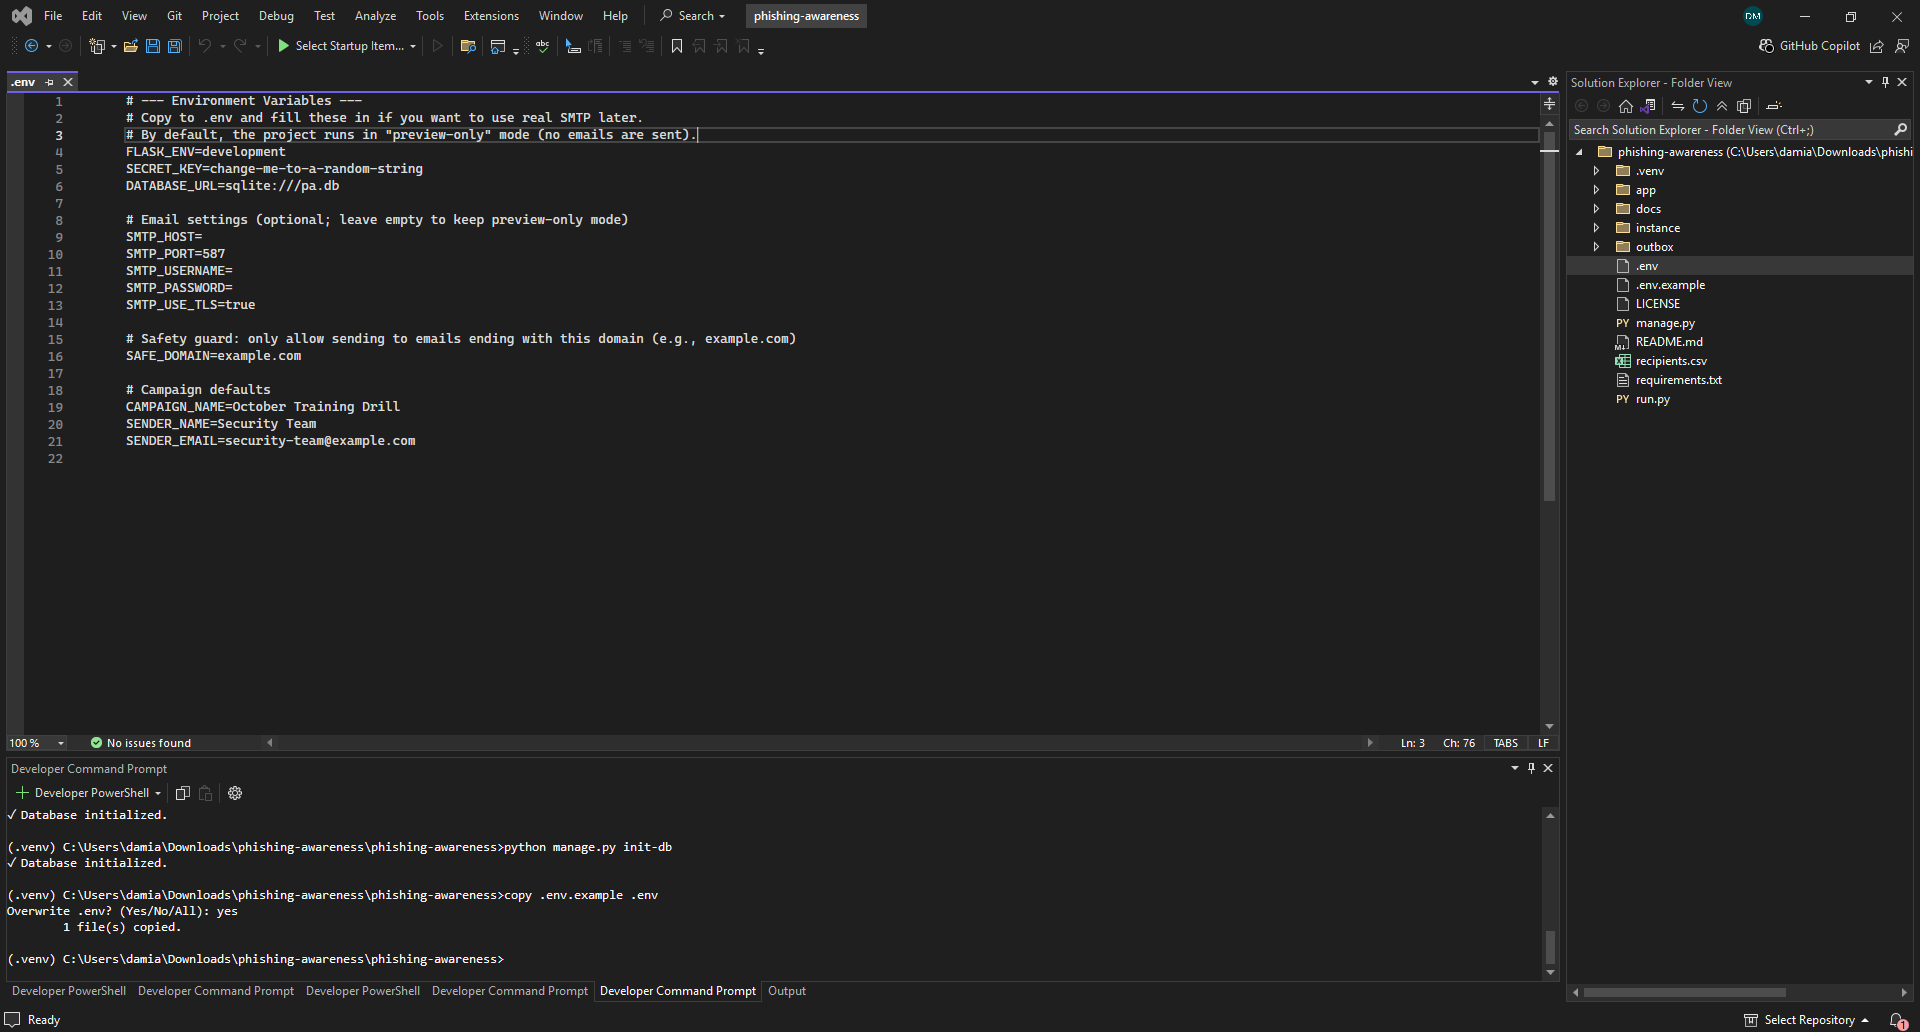 File Edit View Git Project Debug Test Analyze Tools Extensions Window Help Search phishing-awareness DM
Select Startup Item... abc GitHub Copilot
.env
1 # --- Environment Variables ---
2 # Copy to .env and fill these in if you want to use real SMTP later.
3 # By default, the project runs in "preview-only" mode (no emails are sent).
4 FLASK_ENV=development
5 SECRET_KEY=change-me-to-a-random-string
6 DATABASE_URL=sqlite:///pa.db
7
8 # Email settings (optional; leave empty to keep preview-only mode)
9 SMTP_HOST=
10 SMTP_PORT=587
11 SMTP_USERNAME=
12 SMTP_PASSWORD=
13 SMTP_USE_TLS=true
14
15 # Safety guard: only allow sending to emails ending with this domain (e.g., example.com)
16 SAFE_DOMAIN=example.com
17
18 # Campaign defaults
19 CAMPAIGN_NAME=October Training Drill
20 SENDER_NAME=Security Team
21 SENDER_EMAIL=security-team@example.com
22
100 % No issues found Ln: 3 Ch: 76 TABS LF
Developer Command Prompt
Developer PowerShell
✓ Database initialized.
(.venv) C:\Users\damia\Downloads\phishing-awareness\phishing-awareness>python manage.py init-db
✓ Database initialized.
(.venv) C:\Users\damia\Downloads\phishing-awareness\phishing-awareness>copy .env.example .env
Overwrite .env? (Yes/No/All): yes
1 file(s) copied.
(.venv) C:\Users\damia\Downloads\phishing-awareness\phishing-awareness>
Developer PowerShell Developer Command Prompt Developer PowerShell Developer Command Prompt Developer Command Prompt Output
Solution Explorer - Folder View
Search Solution Explorer - Folder View (Ctrl+;)
phishing-awareness (C:\Users\damia\Downloads\phishi
.venv
app
docs
instance
outbox
.env
.env.example
LICENSE
PY manage.py
README.md
recipients.csv
requirements.txt
PY run.py
Ready Select Repository 1